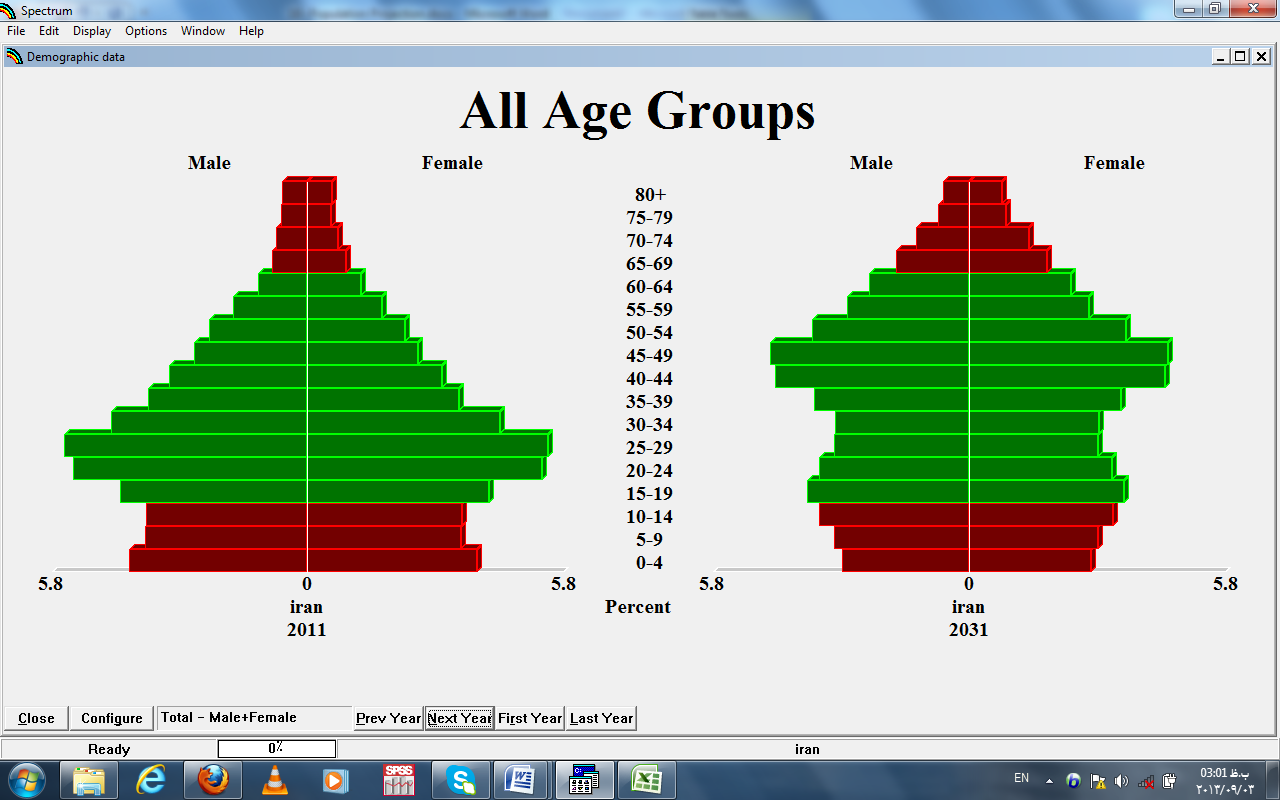 Spectrum
File Edit Display Options Window Help
Demographic data
All Age Groups
Male Female Male Female
80+
75-79
70-74
65-69
60-64
55-59
50-54
45-49
40-44
35-39
30-34
25-29
20-24
15-19
10-14
5-9
0-4
5.8 0 5.8 5.8 0 5.8
iran Percent iran
2011 2031
Close Configure Total - Male+Female Prev Year Next Year First Year Last Year
Ready 0% iran
SPSS
EN
03:01 ب.ظ
٢٠١٣/٠٩/٠٣